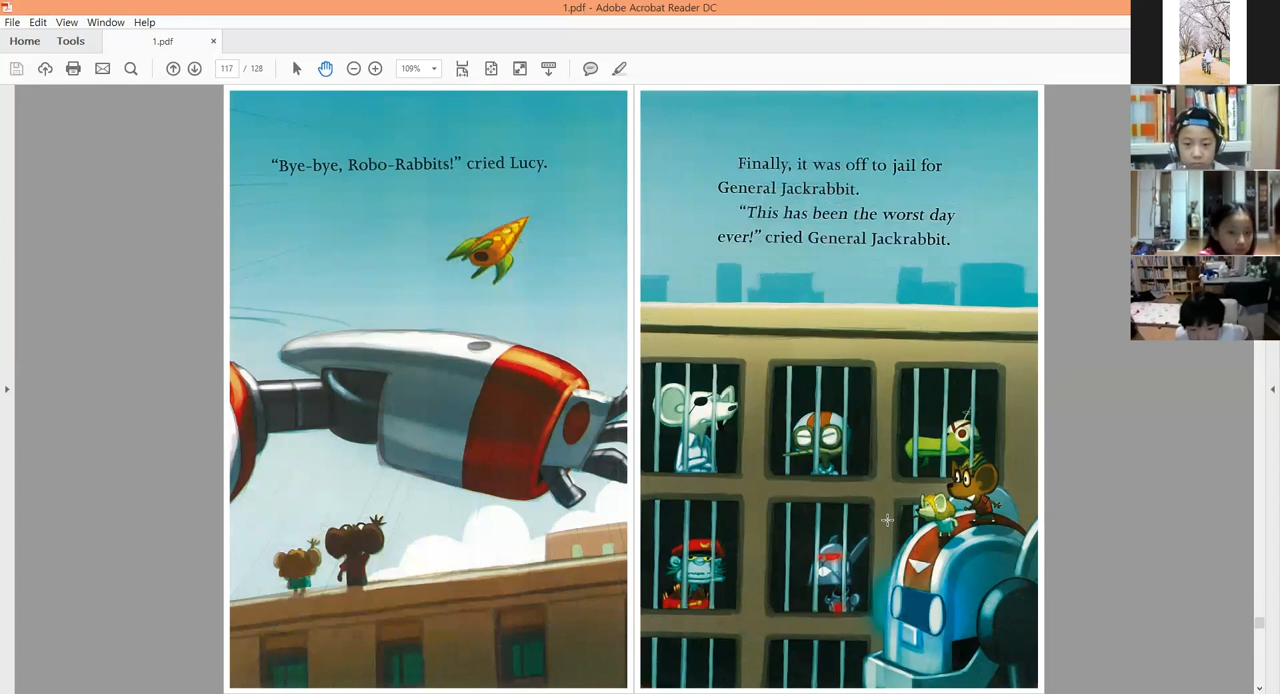 1.pdf - Adobe Acrobat Reader DC
File Edit View Window Help
Home Tools 1.pdf ×
117 / 128 109%
“Bye-bye, Robo-Rabbits!” cried Lucy.
Finally, it was off to jail for
General Jackrabbit.
“This has been the worst day
ever!” cried General Jackrabbit.